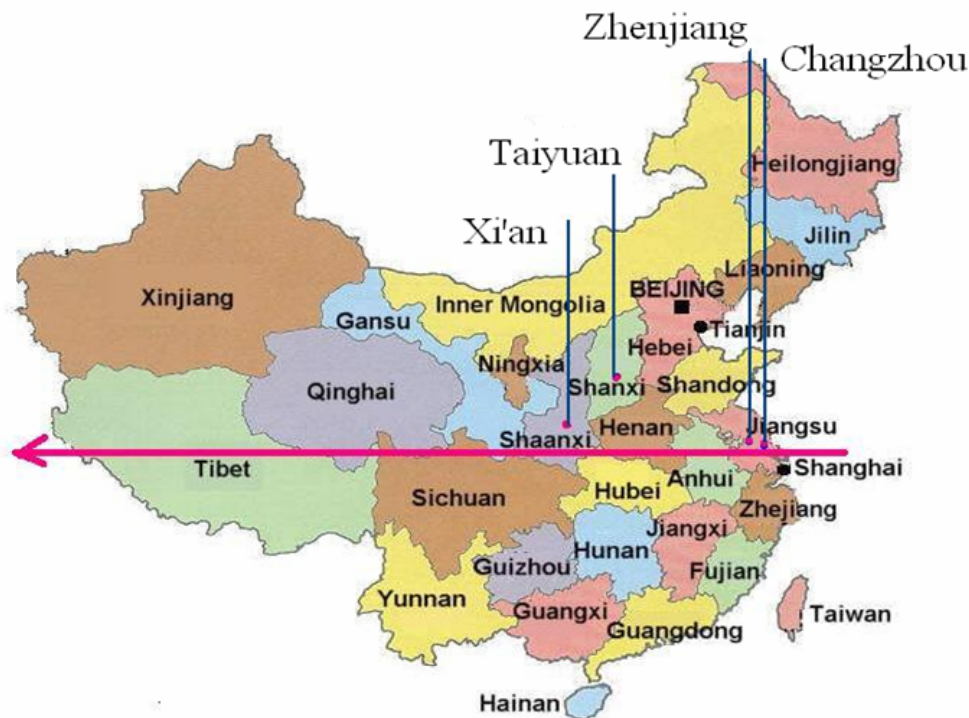 Zhenjiang
Changzhou
Taiyuan
Heilongjiang
Xi'an
Jilin
Liaoning
Xinjiang
BEIJING
Inner Mongolia
Gansu
Tianjin
Hebei
Ningxia
Qinghai
Shanxi
Shandong
Henan
Jiangsu
Shaanxi
Tibet
Shanghai
Anhui
Sichuan
Hubei
Zhejiang
Jiangxi
Hunan
Guizhou
Fujian
Yunnan
Guangxi
Taiwan
Guangdong
Hainan